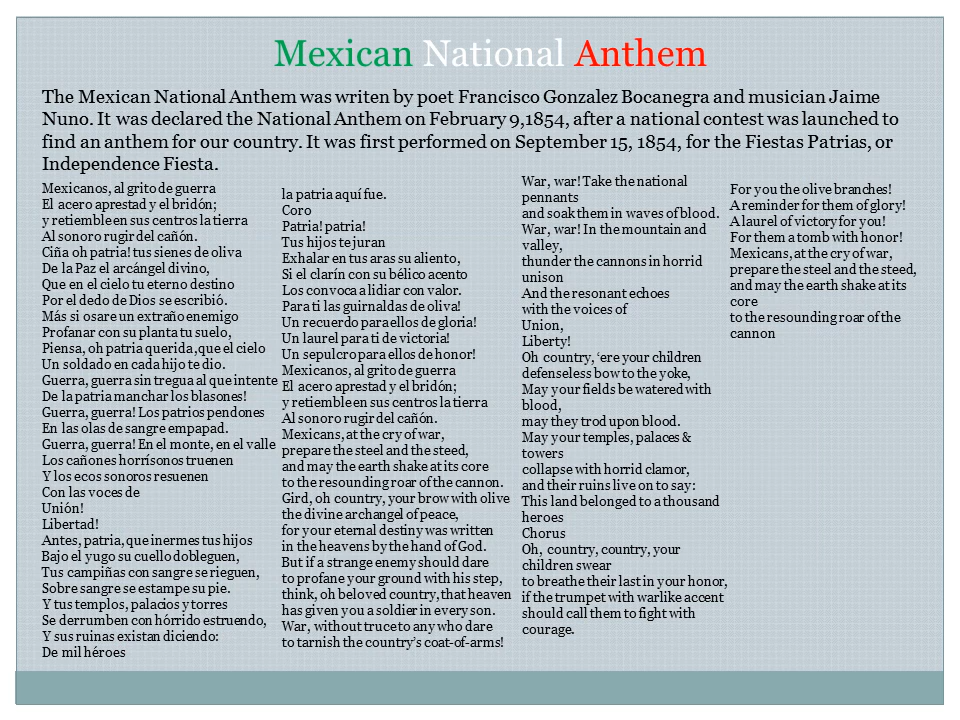 Mexican National Anthem
The Mexican National Anthem was writen by poet Francisco Gonzalez Bocanegra and musician Jaime
Nuno. It was declared the National Anthem on February 9,1854, after a national contest was launched to
find an anthem for our country. It was first performed on September 15, 1854, for the Fiestas Patrias, or
Independence Fiesta.
Mexicanos, al grito de guerra
El acero aprestad y el bridón;
y retiemble en sus centros la tierra
Al sonoro rugir del cañón.
Ciña oh patria! tus sienes de oliva
De la Paz el arcángel divino,
Que en el cielo tu eterno destino
Por el dedo de Dios se escribió.
Más si osare un extraño enemigo
Profanar con su planta tu suelo,
Piensa, oh patria querida ,que el cielo
Un soldado en cada hijo te dio.
Guerra, guerra sin tregua al que intente
De la patria manchar los blasones!
Guerra, guerra! Los patrios pendones
En las olas de sangre empapad.
Guerra, guerra! En el monte, en el valle
Los cañones horrísonos truenen
Y los ecos sonoros resuenen
Con las voces de
Unión!
Libertad!
Antes, patria, que inermes tus hijos
Bajo el yugo su cuello dobleguen,
Tus campiñas con sangre se rieguen,
Sobre sangre se estampe su pie.
Y tus templos, palacios y torres
Se derrumben con hórrido estruendo,
Y sus ruinas existan diciendo:
De mil héroes
la patria aquí fue.
Coro
Patria! patria!
Tus hijos te juran
Exhalar en tus aras su aliento,
Si el clarín con su bélico acento
Los convoca a lidiar con valor.
Para ti las guirnaldas de oliva!
Un recuerdo para ellos de gloria!
Un laurel para ti de victoria!
Un sepulcro para ellos de honor!
Mexicanos, al grito de guerra
El acero aprestad y el bridón;
y retiemble en sus centros la tierra
Al sonoro rugir del cañón.
Mexicans, at the cry of war,
prepare the steel and the steed,
and may the earth shake at its core
to the resounding roar of the cannon.
Gird, oh country, your brow with olive
the divine archangel of peace,
for your eternal destiny was written
in the heavens by the hand of God.
But if a strange enemy should dare
to profane your ground with his step,
think, oh beloved country, that heaven
has given you a soldier in every son.
War, without truce to any who dare
to tarnish the country's coat-of-arms!
War, war! Take the national
pennants
and soak them in waves of blood.
War, war! In the mountain and
valley,
thunder the cannons in horrid
unison
And the resonant echoes
with the voices of
Union,
Liberty!
Oh country, ‘ere your children
defenseless bow to the yoke,
May your fields be watered with
blood,
may they trod upon blood.
May your temples, palaces &
towers
collapse with horrid clamor,
and their ruins live on to say:
This land belonged to a thousand
heroes
Chorus
Oh, country, country, your
children swear
to breathe their last in your honor,
if the trumpet with warlike accent
should call them to fight with
courage.
For you the olive branches!
A reminder for them of glory!
A laurel of victory for you!
For them a tomb with honor!
Mexicans, at the cry of war,
prepare the steel and the steed,
and may the earth shake at its
core
to the resounding roar of the
cannon